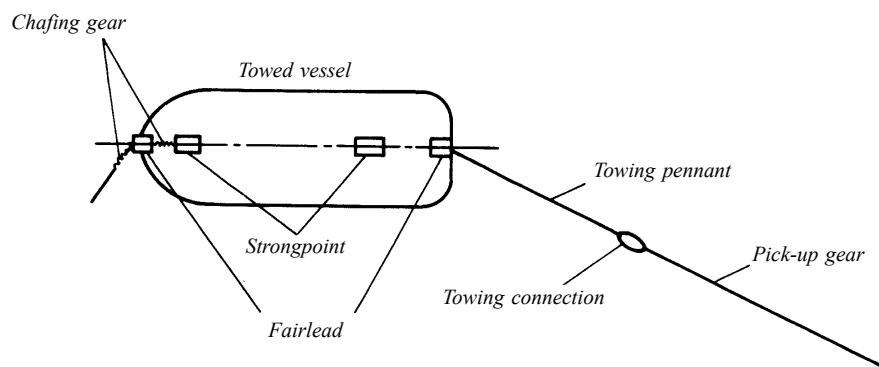 Chafing gear
Towed vessel
Towing pennant
Strongpoint
Pick-up gear
Towing connection
Fairlead